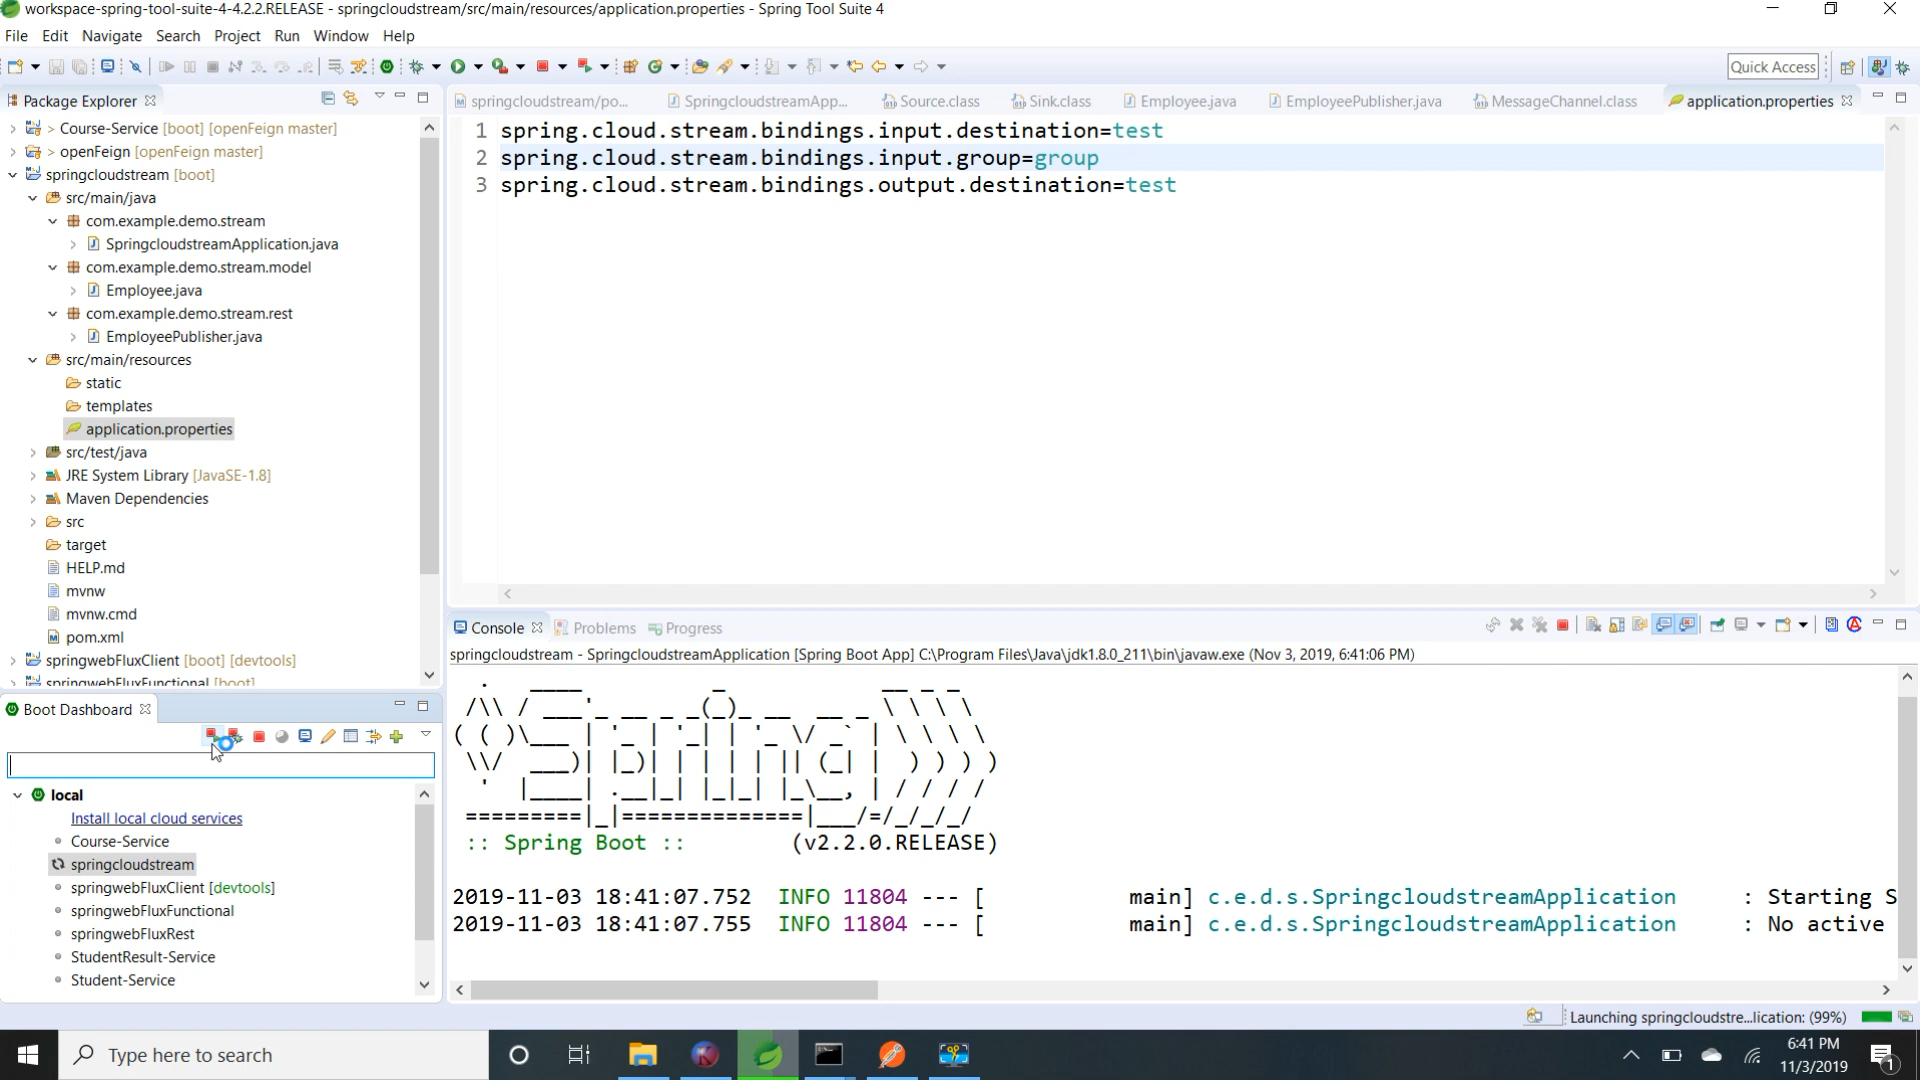 workspace-spring-tool-suite-4-4.2.2.RELEASE - springcloudstream/src/main/resources/application.properties - Spring Tool Suite 4
File Edit Navigate Search Project Run Window Help
Quick Access
Package Explorer
springcloudstream/po...
SpringcloudstreamApp...
Source.class
Sink.class
Employee.java
EmployeePublisher.java
MessageChannel.class
application.properties
> Course-Service [boot] [openFeign master]
> openFeign [openFeign master]
springcloudstream [boot]
src/main/java
com.example.demo.stream
SpringcloudstreamApplication.java
com.example.demo.stream.model
Employee.java
com.example.demo.stream.rest
EmployeePublisher.java
src/main/resources
static
templates
application.properties
src/test/java
JRE System Library [JavaSE-1.8]
Maven Dependencies
src
target
HELP.md
mvnw
mvnw.cmd
pom.xml
springwebFluxClient [boot] [devtools]
springwebFluxFunctional [boot]
1 spring.cloud.stream.bindings.input.destination=test
2 spring.cloud.stream.bindings.input.group=group
3 spring.cloud.stream.bindings.output.destination=test
Boot Dashboard
local
Install local cloud services
Course-Service
springcloudstream
springwebFluxClient [devtools]
springwebFluxFunctional
springwebFluxRest
StudentResult-Service
Student-Service
Console
Problems
Progress
springcloudstream - SpringcloudstreamApplication [Spring Boot App] C:\Program Files\Java\jdk1.8.0_211\bin\javaw.exe (Nov 3, 2019, 6:41:06 PM)
:: Spring Boot :: (v2.2.0.RELEASE)
2019-11-03 18:41:07.752 INFO 11804 --- [ main] c.e.d.s.SpringcloudstreamApplication : Starting S
2019-11-03 18:41:07.755 INFO 11804 --- [ main] c.e.d.s.SpringcloudstreamApplication : No active
Launching springcloudstre...lication: (99%)
Type here to search
6:41 PM
11/3/2019
1